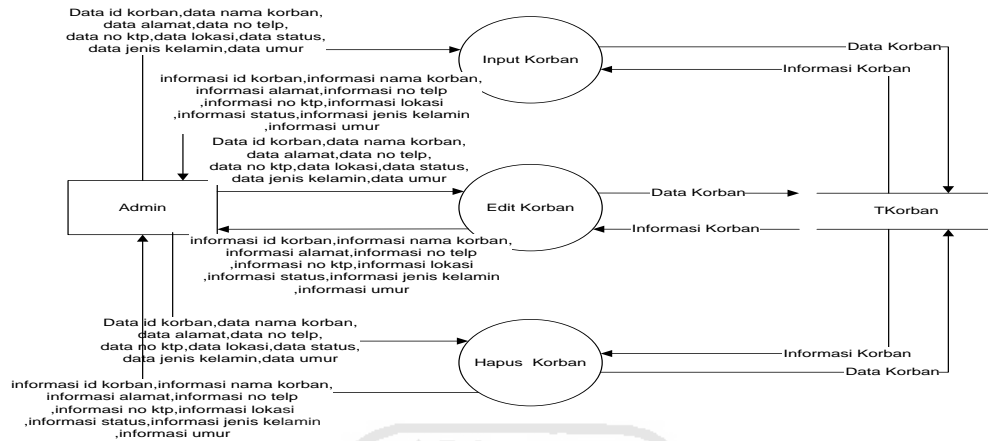 Data id korban,data nama korban,
data alamat,data no telp,
data no ktp,data lokasi,data status,
data jenis kelamin,data umur
Input Korban
Data Korban
Informasi Korban
informasi id korban,informasi nama korban,
informasi alamat,informasi no telp
,informasi no ktp,informasi lokasi
,informasi status,informasi jenis kelamin
,informasi umur
Data id korban,data nama korban,
data alamat,data no telp,
data no ktp,data lokasi,data status,
data jenis kelamin,data umur
Admin
Edit Korban
Data Korban
TKorban
Informasi Korban
informasi id korban,informasi nama korban,
informasi alamat,informasi no telp
,informasi no ktp,informasi lokasi
,informasi status,informasi jenis kelamin
,informasi umur
Data id korban,data nama korban,
data alamat,data no telp,
data no ktp,data lokasi,data status,
data jenis kelamin,data umur
Hapus Korban
Informasi Korban
Data Korban
informasi id korban,informasi nama korban,
informasi alamat,informasi no telp
,informasi no ktp,informasi lokasi
,informasi status,informasi jenis kelamin
,informasi umur